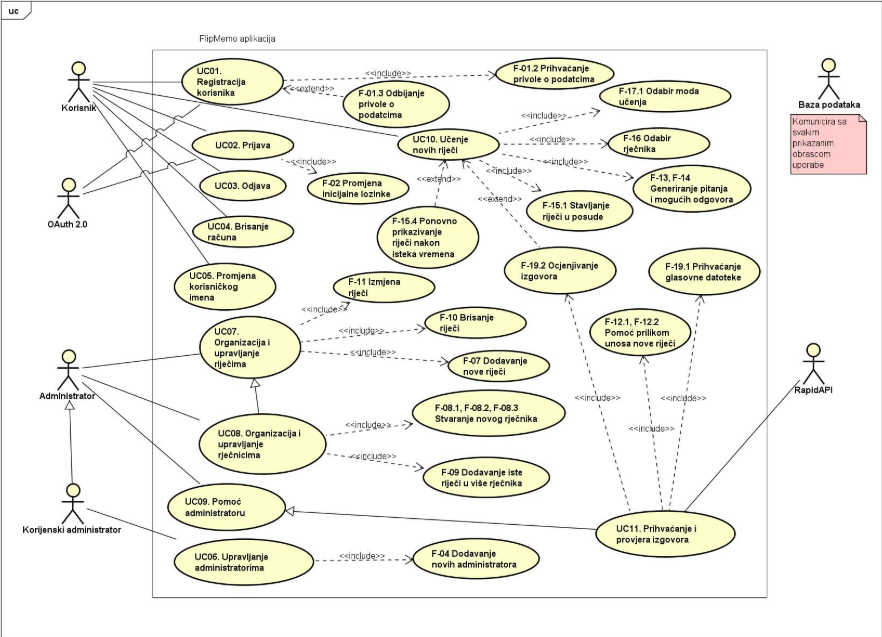 uc
FlipMemo aplikacija
Korisnik
OAuth 2.0
Administrator
Korijenski administrator
Baza podataka
Komunicira sa
svakim
prikazanim
obrascom
uporabe
RapidAPI
UC01.
Registracija
korisnika
<<include>>
F-01.2 Prihvaćanje
privole o podatcima
<<extend>>
F-01.3 Odbijanje
privole o
podatcima
UC02. Prijava
<<include>>
F-02 Promjena
inicijalne lozinke
UC03. Odjava
UC04. Brisanje
računa
UC05. Promjena
korisničkog
imena
UC10. Učenje
novih riječi
<<include>>
F-17.1 Odabir moda
učenja
<<include>>
F-16 Odabir
rječnika
<<include>>
F-13, F-14
Generiranje pitanja
i mogućih odgovora
<<include>>
F-15.1 Stavljanje
riječi u posude
<<extend>>
F-15.4 Ponovno
prikazivanje
riječi nakon
isteka vremena
<<extend>>
F-19.2 Ocjenjivanje
izgovora
F-19.1 Prihvaćanje
glasovne datoteke
F-12.1, F-12.2
Pomoć prilikom
unosa nove riječi
UC07.
Organizacija i
upravljanje
riječima
<<include>>
F-11 Izmjena
riječi
<<include>>
F-10 Brisanje
riječi
<<include>>
F-07 Dodavanje
nove riječi
UC08. Organizacija i
upravljanje
rječnicima
<<include>>
F-08.1, F-08.2, F-08.3
Stvaranje novog rječnika
<<include>>
F-09 Dodavanje iste
riječi u više rječnika
<<include>>
<<include>>
<<include>>
UC09. Pomoć
administratoru
UC11. Prihvaćanje i
provjera izgovora
UC06. Upravljanje
administratorima
<<include>>
F-04 Dodavanje
novih administratora